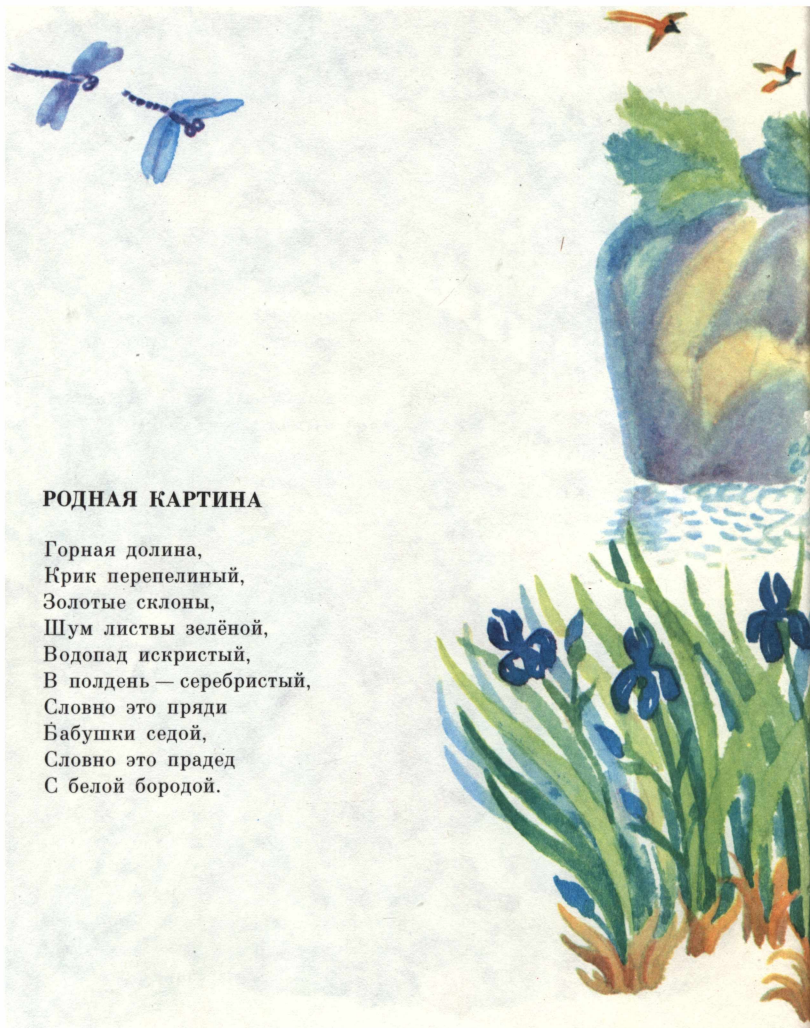 РОДНАЯ КАРТИНА
Горная долина,
Крик перепелиный,
Золотые склоны,
Шум листвы зелёной,
Водопад искристый,
В полдень — серебристый,
Словно это пряди
Бабушки седой,
Словно это прадед
С белой бородой.